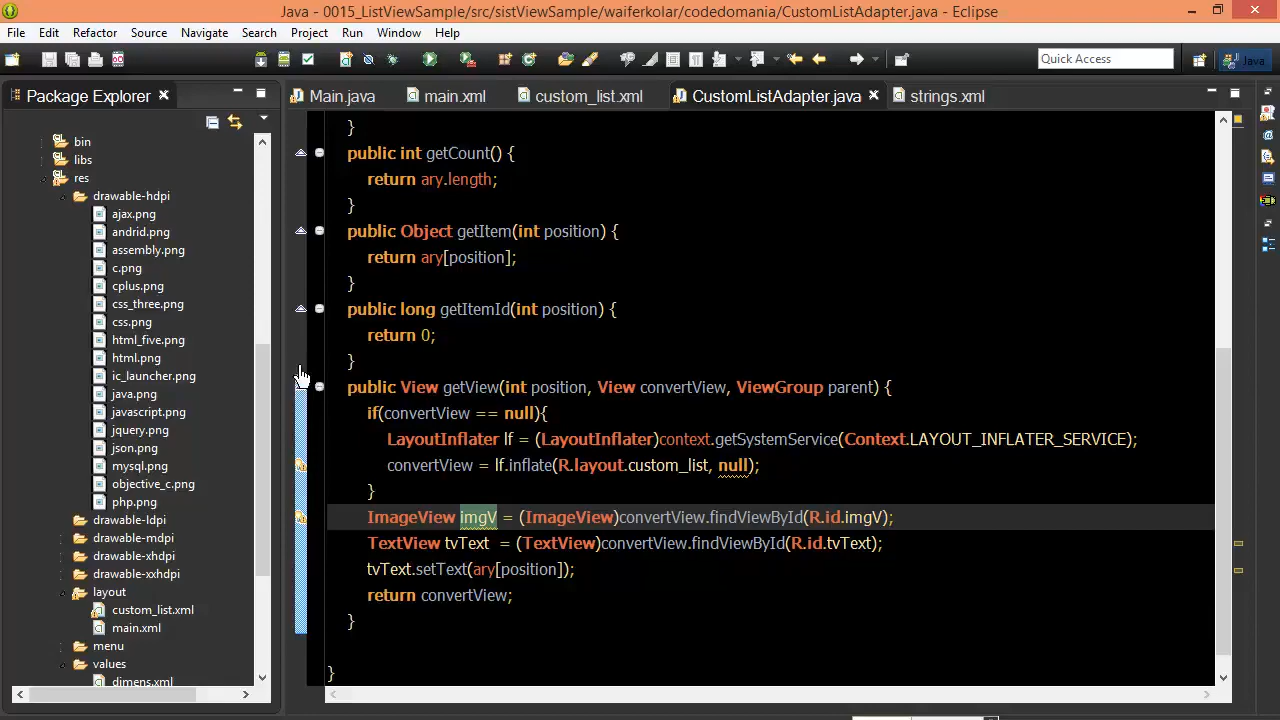 Java - 0015_ListViewSample/src/sistViewSample/waiferkolar/codedomania/CustomListAdapter.java - Eclipse
File Edit Refactor Source Navigate Search Project Run Window Help
Quick Access
Java
Package Explorer
Main.java main.xml custom_list.xml CustomListAdapter.java strings.xml
bin
libs
res
drawable-hdpi
ajax.png
andrid.png
assembly.png
c.png
cplus.png
css_three.png
css.png
html_five.png
html.png
ic_launcher.png
java.png
javascript.png
jquery.png
json.png
mysql.png
objective_c.png
php.png
drawable-ldpi
drawable-mdpi
drawable-xhdpi
drawable-xxhdpi
layout
custom_list.xml
main.xml
menu
values
dimens.xml
}
public int getCount() {
return ary.length;
}
public Object getItem(int position) {
return ary[position];
}
public long getItemId(int position) {
return 0;
}
public View getView(int position, View convertView, ViewGroup parent) {
if(convertView == null){
LayoutInflater lf = (LayoutInflater)context.getSystemService(Context.LAYOUT_INFLATER_SERVICE);
convertView = lf.inflate(R.layout.custom_list, null);
}
ImageView imgV = (ImageView)convertView.findViewById(R.id.imgV);
TextView tvText = (TextView)convertView.findViewById(R.id.tvText);
tvText.setText(ary[position]);
return convertView;
}
}